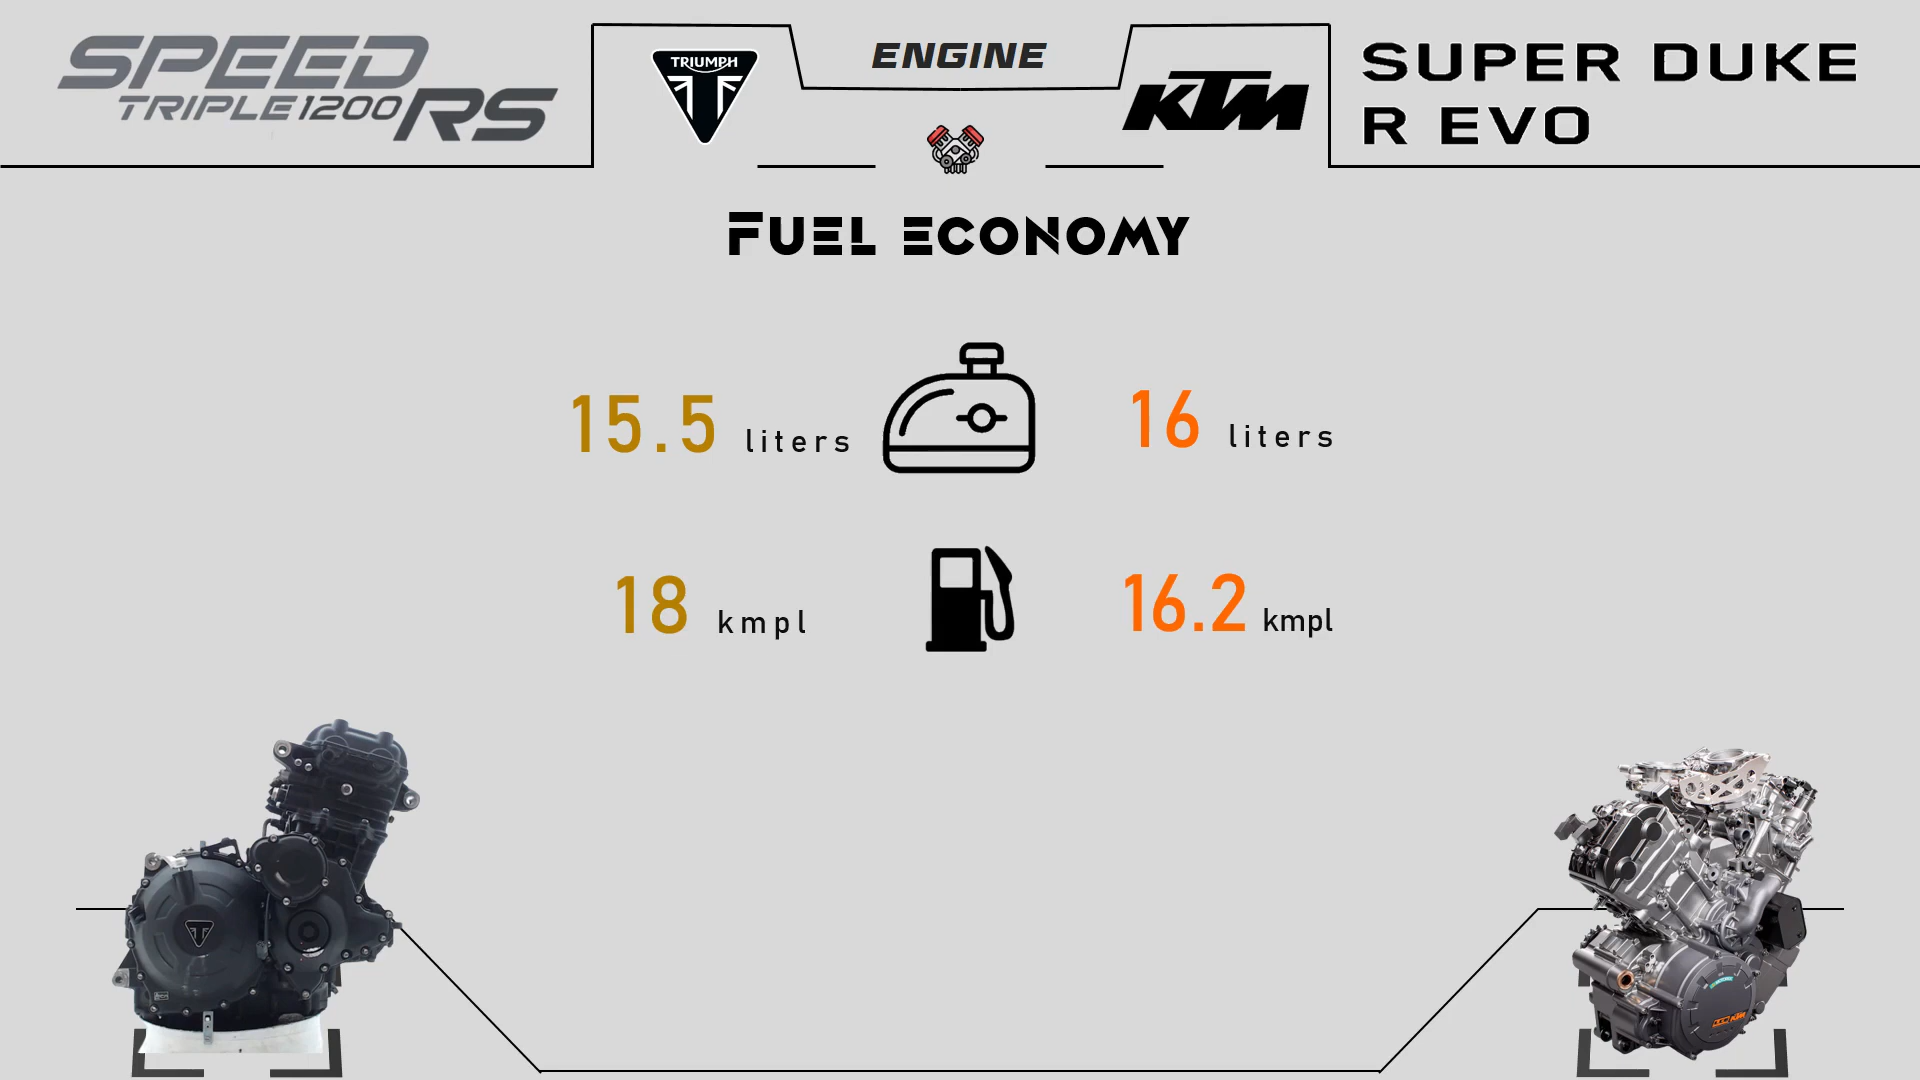 SPEED
TRIPLE 1200 RS
TRIUMPH
ENGINE
KTM
SUPER DUKE
R EVO
FUEL ECONOMY
15.5 liters
16 liters
18 kmpl
16.2 kmpl
KTM